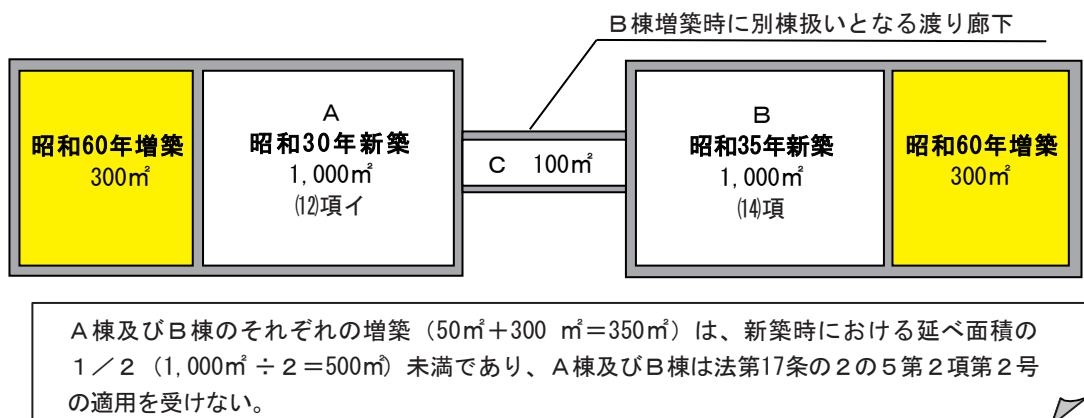 B棟増築時に別棟扱いとなる渡り廊下
昭和60年増築
300㎡
A
昭和30年新築
1,000㎡
⑿項イ
C 100㎡
B
昭和35年新築
1,000㎡
⒁項
昭和60年増築
300㎡
A棟及びB棟のそれぞれの増築(50㎡+300 ㎡=350㎡)は、新築時における延べ面積の
1/2(1,000㎡÷2=500㎡)未満であり、A棟及びB棟は法第17条の2の5第2項第2号
の適用を受けない。